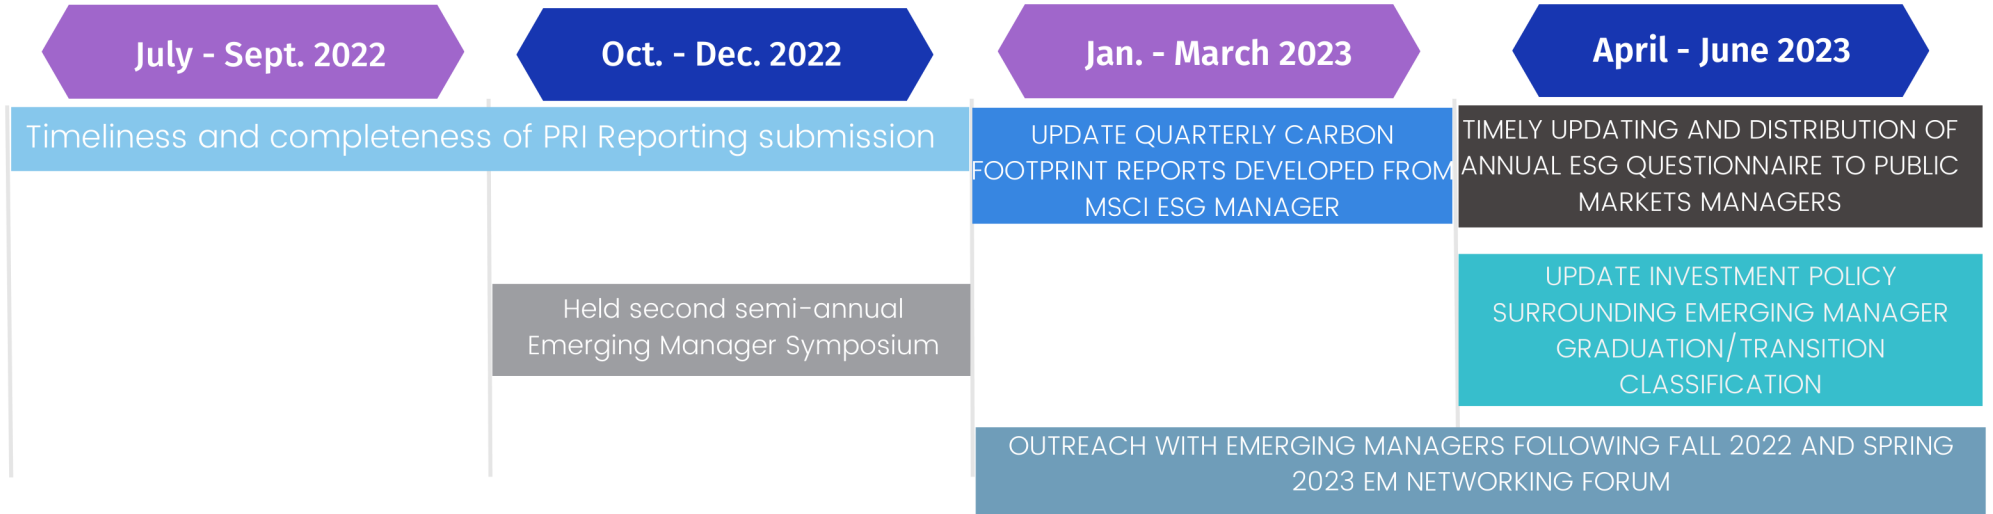 July - Sept. 2022
Oct. - Dec. 2022
Jan. - March 2023
April - June 2023
Timeliness and completeness of PRI Reporting submission
UPDATE QUARTERLY CARBON
FOOTPRINT REPORTS DEVELOPED FROM
MSCI ESG MANAGER
TIMELY UPDATING AND DISTRIBUTION OF
ANNUAL ESG QUESTIONNAIRE TO PUBLIC
MARKETS MANAGERS
Held second semi-annual
Emerging Manager Symposium
UPDATE INVESTMENT POLICY
SURROUNDING EMERGING MANAGER
GRADUATION/TRANSITION
CLASSIFICATION
OUTREACH WITH EMERGING MANAGERS FOLLOWING FALL 2022 AND SPRING
2023 EM NETWORKING FORUM